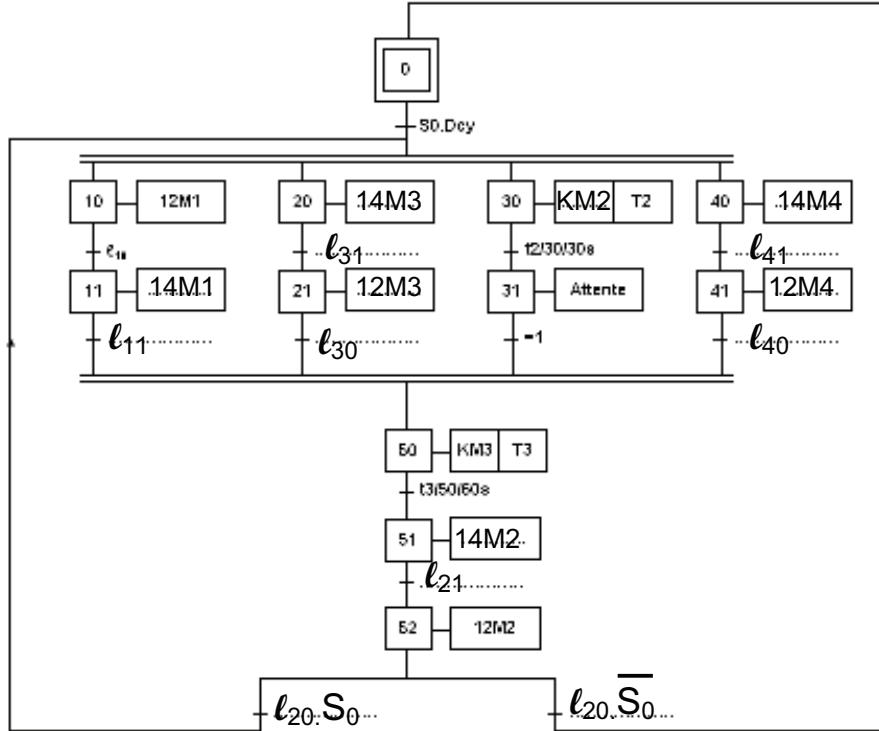 0
S0.Dcy
10 12M1 20 14M3 30 KM2 T2 40 14M4
ℓ31 t2/30/30s ℓ41
11 14M1 21 12M3 31 Attente 41 12M4
ℓ11 ℓ30 =1 ℓ40
50 KM3 T3
t3/50/60s
51 14M2
ℓ21
52 12M2
ℓ20.S0 ℓ20.S̅0̅